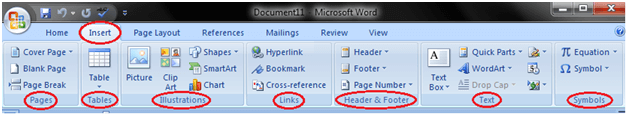 Document11 - Microsoft Word
Home Insert Page Layout References Mailings Review View
Cover Page
Blank Page
Page Break
Pages
Table
Tables
Picture
Clip
Art
Shapes
SmartArt
Chart
Illustrations
Hyperlink
Bookmark
Cross-reference
Links
Header
Footer
Page Number
Header & Footer
Text
Box
Quick Parts
WordArt
Drop Cap
Text
π Equation
Ω Symbol
Symbols